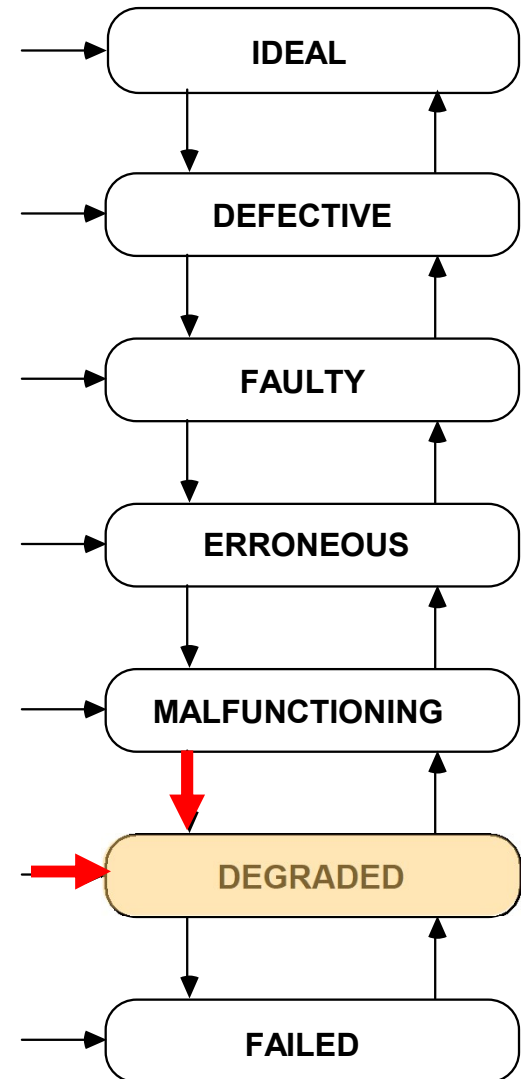 IDEAL
DEFECTIVE
FAULTY
ERRONEOUS
MALFUNCTIONING
DEGRADED
FAILED